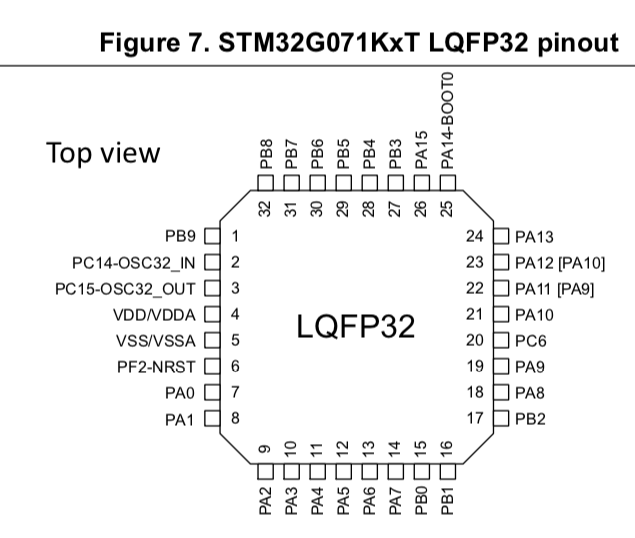 Figure 7. STM32G071KxT LQFP32 pinout
Top view
PB8
PB7
PB6
PB5
PB4
PB3
PA15
PA14-BOOT0
32
31
30
29
28
27
26
25
PB9 1
PC14-OSC32_IN 2
PC15-OSC32_OUT 3
VDD/VDDA 4
VSS/VSSA 5
PF2-NRST 6
PA0 7
PA1 8
LQFP32
24 PA13
23 PA12 [PA10]
22 PA11 [PA9]
21 PA10
20 PC6
19 PA9
18 PA8
17 PB2
9
10
11
12
13
14
15
16
PA2
PA3
PA4
PA5
PA6
PA7
PB0
PB1